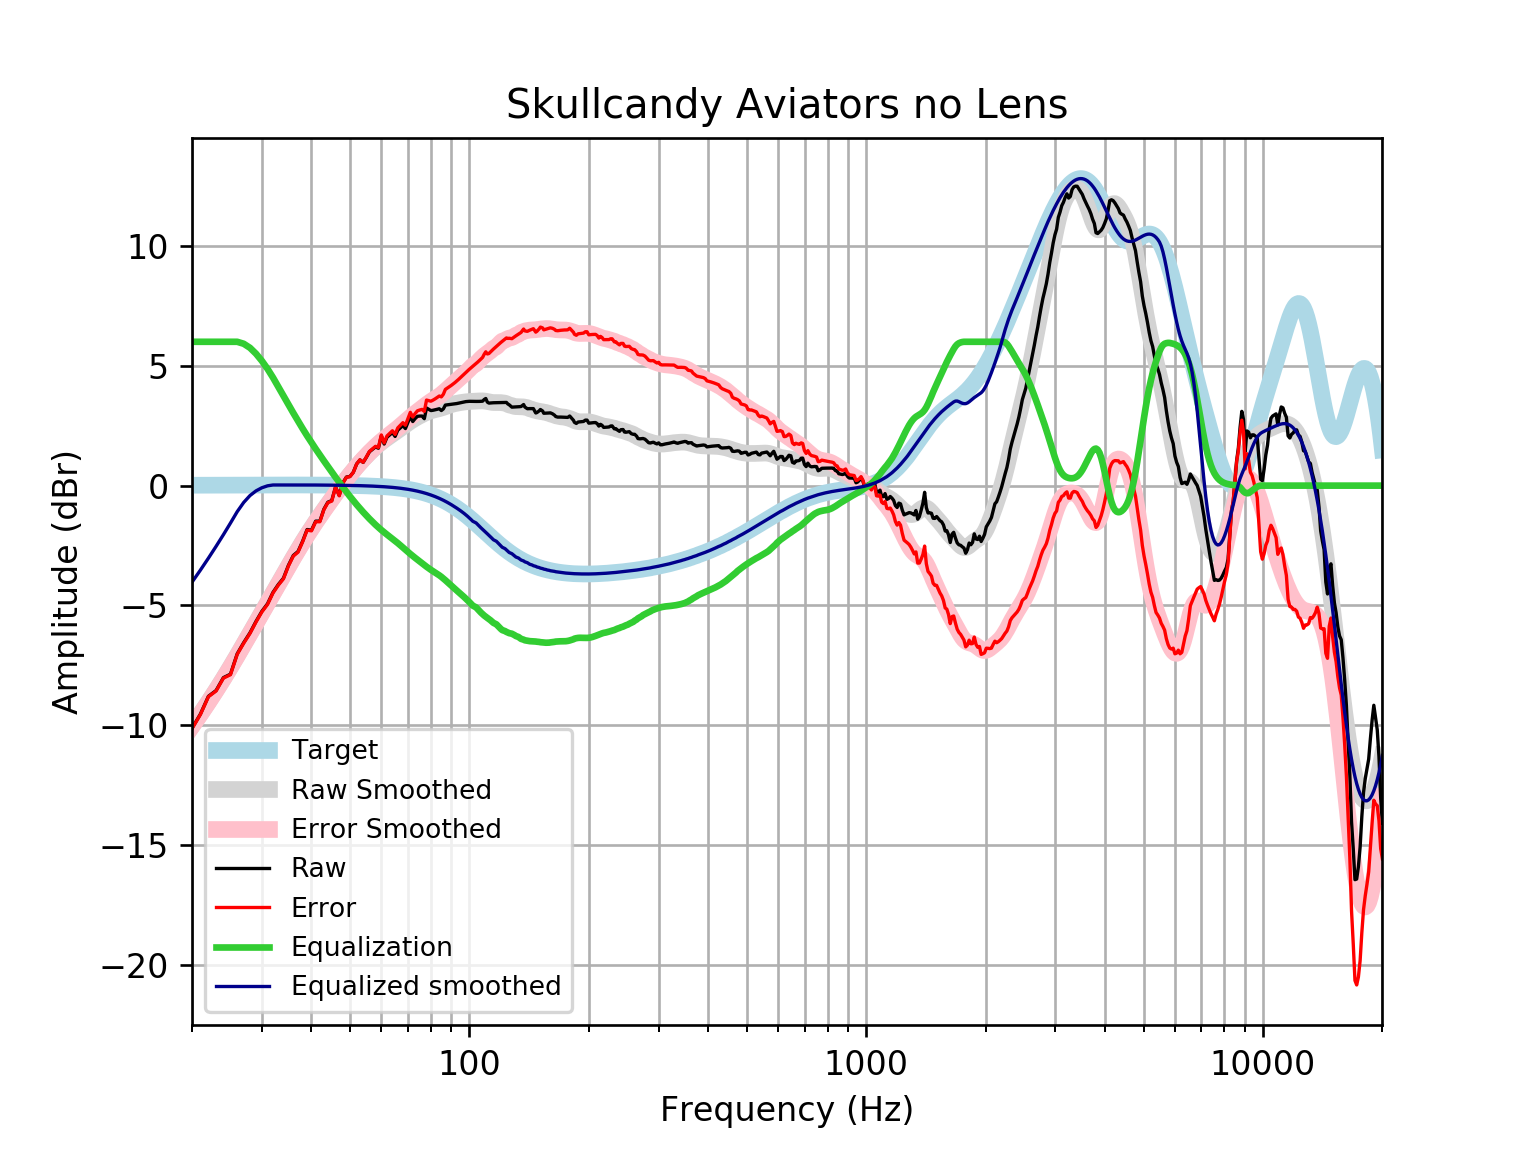 Skullcandy Aviators no Lens
Amplitude (dBr)
10
5
0
−5
−10
−15
−20
Target
Raw Smoothed
Error Smoothed
Raw
Error
Equalization
Equalized smoothed
100
1000
10000
Frequency (Hz)